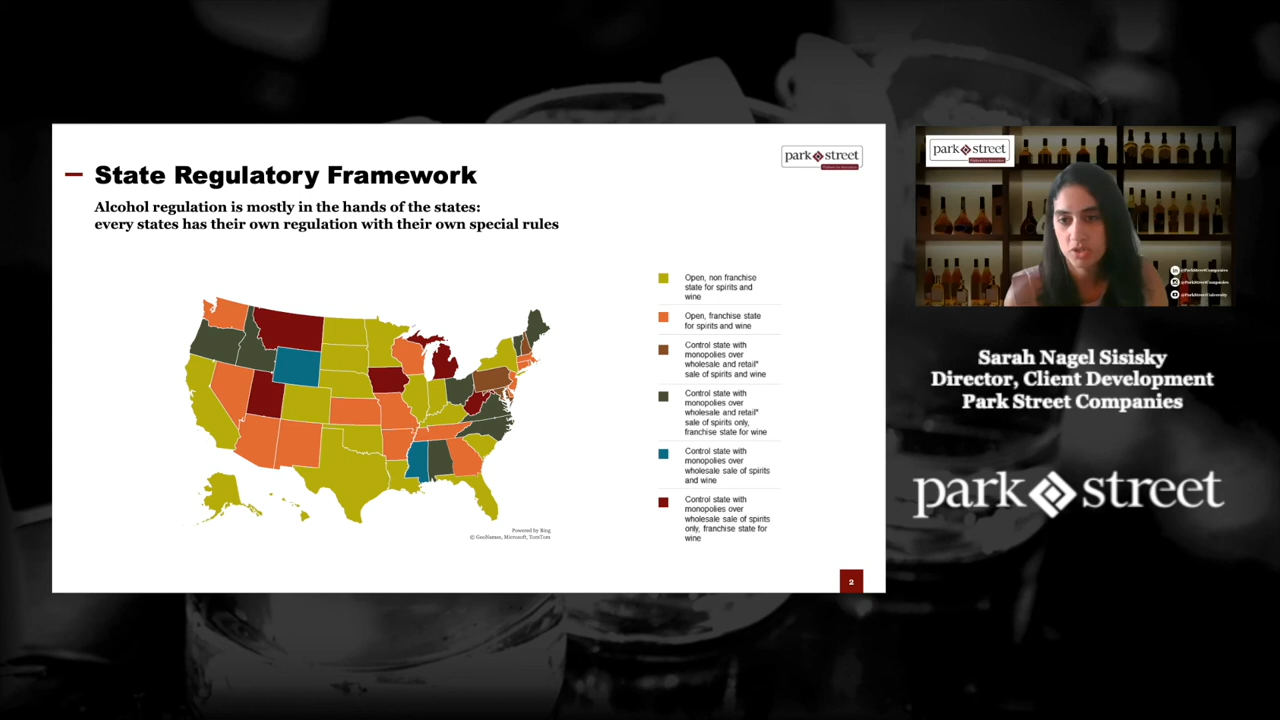 State Regulatory Framework
Alcohol regulation is mostly in the hands of the states:
every states has their own regulation with their own special rules
park street
Open, non franchise
state for spirits and
wine
Open, franchise state
for spirits and wine
Control state with
monopolies over
wholesale and retail*
sale of spirits and wine
Control state with
monopolies over
wholesale and retail*
sale of spirits only,
franchise state for wine
Control state with
monopolies over
wholesale sale of spirits
and wine
Control state with
monopolies over
wholesale sale of spirits
only, franchise state for
wine
Powered by Bing
© GeoNames, Microsoft, TomTom
2
park street
@ParkStreetCompanies
@ParkStreetCompanies
@ParkStreetUniversity
Sarah Nagel Sisisky
Director, Client Development
Park Street Companies
park street